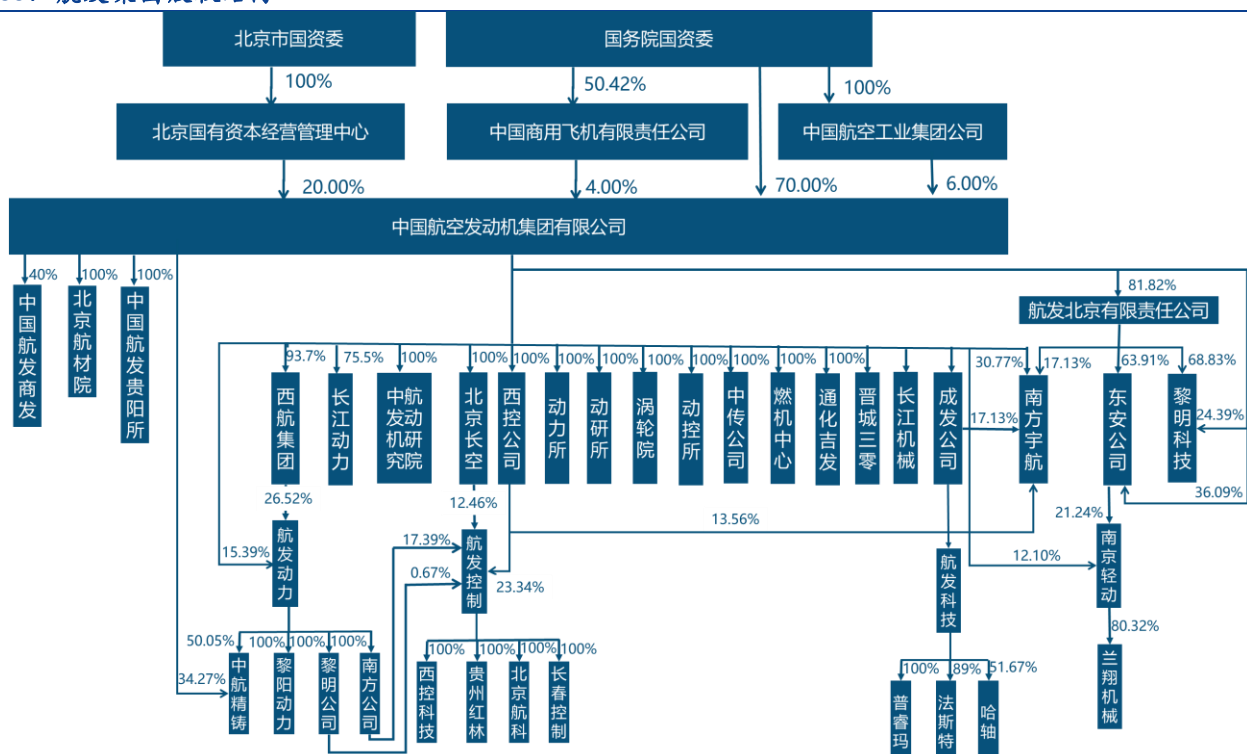 北京市国资委
国务院国资委
100%
50.42%
100%
北京国有资本经营管理中心
中国商用飞机有限责任公司
中国航空工业集团公司
20.00%
4.00%
70.00%
6.00%
中国航空发动机集团有限公司
40%
100%
100%
81.82%
中国航发商发
北京航材院
中国航发贵阳所
航发北京有限责任公司
93.7%
75.5%
100%
100%
100%
100%
100%
100%
100%
100%
100%
100%
30.77%
17.13%
63.91%
68.83%
西航集团
长江动力
中发机究
航动研院
北京长空
西控公司
动力所
动研所
涡轮院
动控所
中传公司
燃机中心
通化吉发
晋城三零
长江机械
成发公司
南方宇航
东安公司
黎明科技
17.13%
24.39%
26.52%
12.46%
13.56%
36.09%
21.24%
15.39%
航发动力
17.39%
0.67%
航发控制
23.34%
航发科技
12.10%
南京轻动
50.05%
100%
100%
100%
100%
100%
100%
100%
80.32%
34.27%
中航精铸
黎阳动力
黎明公司
南方公司
西控科技
贵州红林
北京航科
长春控制
100%
89%
51.67%
普睿玛
法斯特
哈轴
兰翔机械